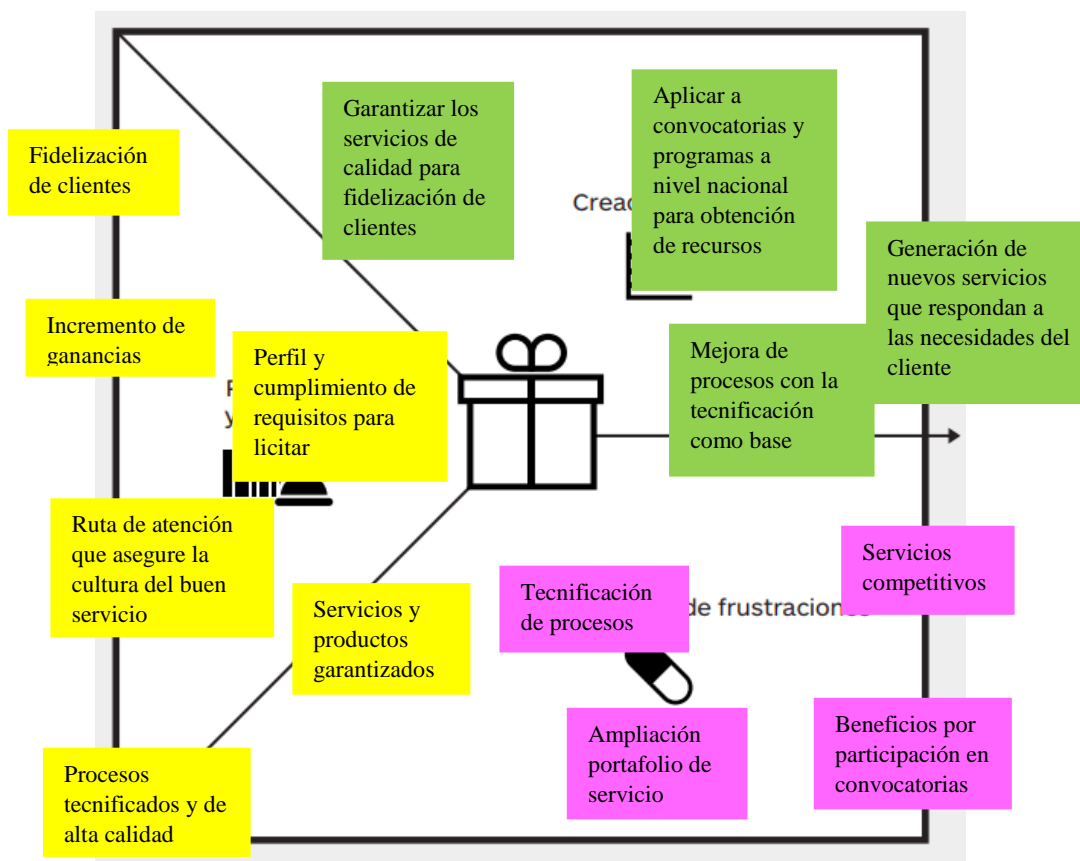 Garantizar los
servicios de
calidad para
fidelización de
clientes
Aplicar a
convocatorias y
programas a
nivel nacional
para obtención
de recursos
Fidelización
de clientes
Generación de
nuevos servicios
que respondan a
las necesidades del
cliente
Incremento de
ganancias
Perfil y
cumplimiento de
requisitos para
licitar
Mejora de
procesos con la
tecnificación
como base
Ruta de atención
que asegure la
cultura del buen
servicio
Servicios y
productos
garantizados
Tecnificación
de procesos
de frustraciones
Servicios
competitivos
Procesos
tecnificados y de
alta calidad
Ampliación
portafolio de
servicio
Beneficios por
participación en
convocatorias